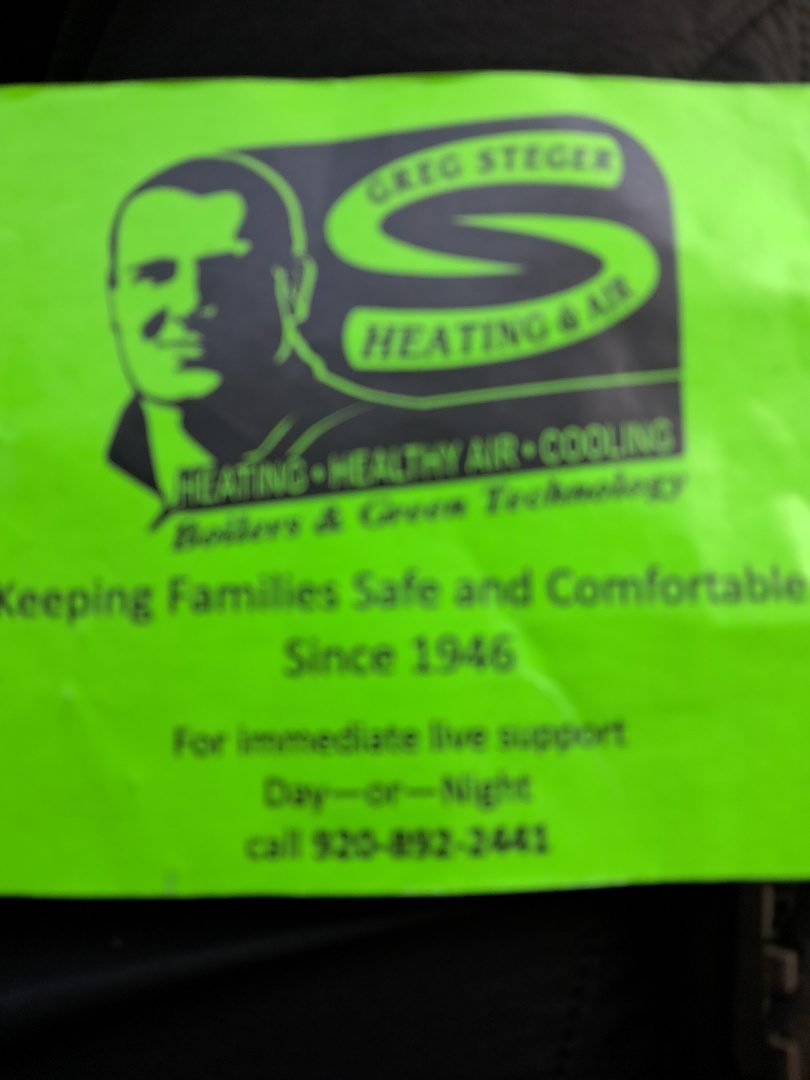 GREG STEGER
HEATING & AIR
HEATING • HEALTHY AIR • COOLING
Boilers & Green Technology
Keeping Families Safe and Comfortable
Since 1946
For immediate live support
Day—or—Night
call 920-892-2441